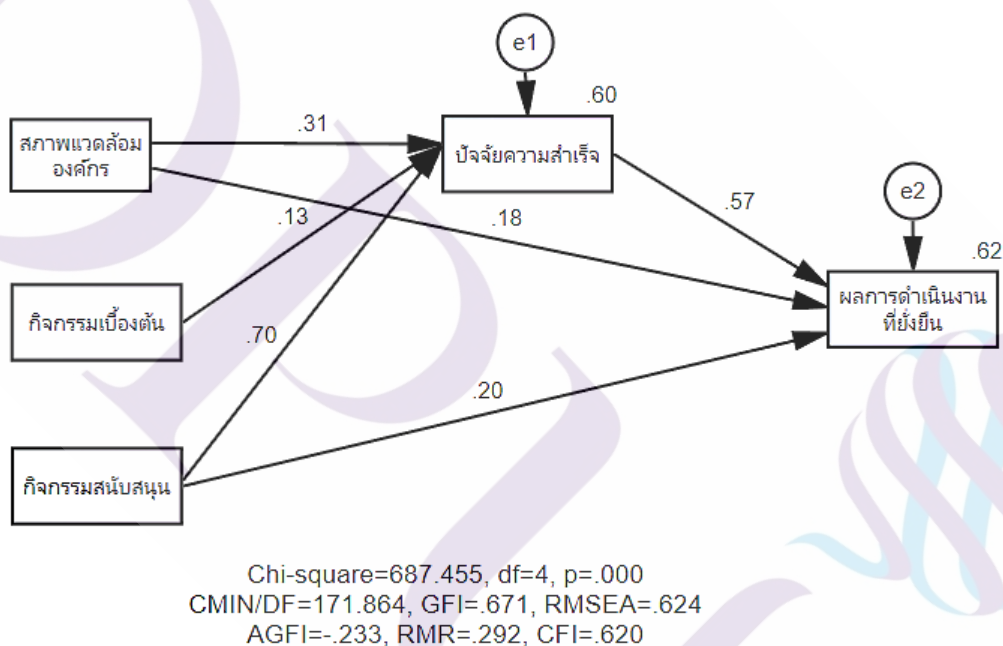 e1
.60
สภาพแวดล้อม
องค์กร
.31
ปัจจัยความสำเร็จ
.13
.18
.57
e2
.62
ผลการดำเนินงาน
ที่ยั่งยืน
กิจกรรมเบื้องต้น
.70
.20
กิจกรรมสนับสนุน
Chi-square=687.455, df=4, p=.000
CMIN/DF=171.864, GFI=.671, RMSEA=.624
AGFI=-.233, RMR=.292, CFI=.620